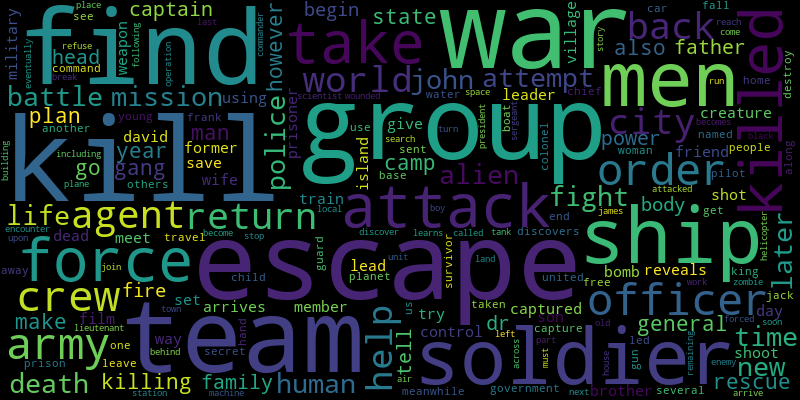 military
place
see
find
captain
state
begin
weapon
refuse
head
command
eventually
last
break
commander
following
operation
however
take
war
village
men
back
also
father
car
reach
fall
come
story
world
john
attempt
killed
destroy
battle
mission
using
prisoner
scientist
wounded
water
space
leader
chief
creature
run
home
plan
another
david
young
frank
year
former
save
man
gang
go
including
plane
others
wife
building
kill
police
group
give
use
turn
search
sent
camp
base
boat
president
sergeant
colonel
island
train
local
boy
city
power
named
becomes
black
people
woman
friend
pilot
order
alien
attack
fight
attacked
shot
james
body
get
along
life
agent
return
dead
meet
travel
upon
encounter
away
join
force
become
stop
guard
child
escape
lead
planet
survivor
discover
learns
called
tank
unit
land
end
discovers
united
ship
helicopter
later
bomb
reveals
free
king
zombie
work
jack
day
crew
fire
set
arrives
member
us
try
taken
captured
capture
officer
make
film
town
lieutenant
one
way
behind
secret
hand
team
help
tell
air
dr
son
control
left
across
part
must
old
house
led
gun
general
forced
soon
time
shoot
new
enemy
remaining
rescue
army
prison
leave
death
killing
station
family
machine
human
meanwhile
soldier
government
brother
next
several
arrive